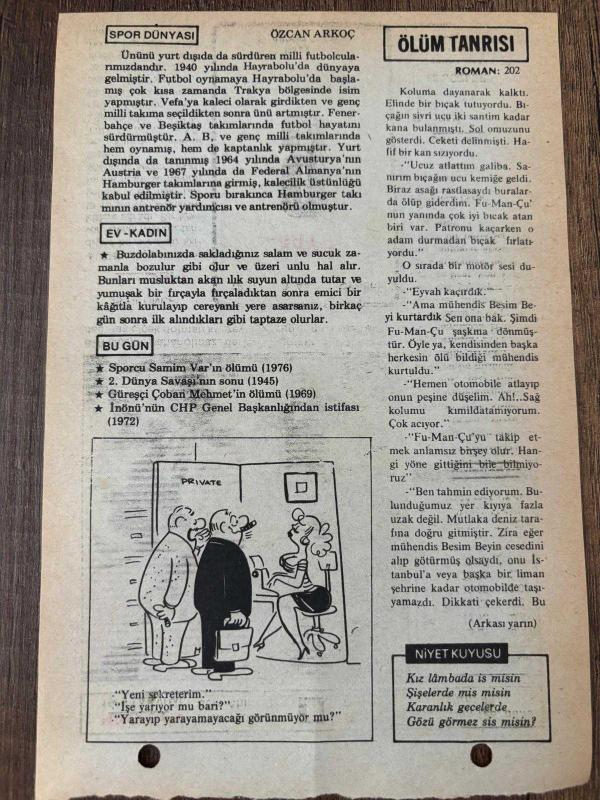 SPOR DÜNYASI
ÖZCAN ARKOÇ
Ününü yurt dışıda da sürdüren milli futbolcula-
rımızdandır. 1940 yılında Hayrabolu'da dünyaya
gelmiştir. Futbol oynamaya Hayrabolu'da başla-
mış çok kısa zamanda Trakya bölgesinde isim
yapmıştır. Vefa'ya kaleci olarak girdikten ve genç
milli takıma seçildikten sonra ünü artmıştır. Fener-
bahçe ve Beşiktaş takımlarında futbol hayatını
sürdürmüştür. A. B, ve genç milli takımlarında
hem oynamış, hem de kaptanlık yapmıştır. Yurt
dışında da tanınmış 1964 yılında Avusturya'nın
Austria ve 1967 yılında da Federal Almanya'nın
Hamburger takımlarına girmiş, kalecilik üstünlüğü
kabul edilmiştir. Sporu bırakınca Hamburger takı
mının antrenör yardımcısı ve antrenörü olmuştur.
EV-KADIN
★ Buzdolabınızda sakladığınız salam ve sucuk za-
manla bozulur gibi olur ve üzeri unlu hal alır.
Bunları musluktan akan ılık suyun altında tutar ve
yumuşak bir fırçayla fırçaladıktan sonra emici bir
kâğıtla kurulayıp cereyanlı yere asarsanız, birkaç
gün sonra ilk alındıkları gibi taptaze olurlar.
BU GÜN
★ Sporcu Samim Var'ın ölümü (1976)
★ 2. Dünya Savaşı'nın sonu (1945)
★ Güreşçi Çoban Mehmet'in ölümü (1969)
★ İnönü'nün CHP Genel Başkanlığından istifası
(1972)
PRIVATE
-"Yeni sekreterim."
-"İşe yarıyor mu bari?"
-"Yarayıp yarayamayacağı görünmüyor mu?"
ÖLÜM TANRISI
ROMAN: 202
Koluma dayanarak kalktı.
Elinde bir bıçak tutuyordu. Bı-
çağın sivri ucu iki santim kadar
kana bulanmıştı. Sol omuzunu
gösterdi. Ceketi delinmişti. Ha-
fif bir kan sızıyordu.
-"Ucuz atlattım galiba. Sa-
nırım bıçağın ucu kemiğe geldi.
Biraz aşağı rastlasaydı buralar-
da ölüp giderdim. Fu-Man-Çu'
nun yanında çok iyi bıcak atan
biri var. Patronu kaçarken o
adam durmadan bıçak fırlatı-
yordu."
O sırada bir motör sesi du-
yuldu.
-"Eyvah kaçırdık."
-"Ama mühendis Besim Be-
yi kurtardık Sen ona bak. Şimdi
Fu-Man-Çu şaşkına dönmüş-
tür. Öyle ya, kendisinden başka
herkesin ölü bildiği mühendis
kurtuldu."
-"Hemen otomobile atlayıp
onun peşine düşelim. Ah!..Sağ
kolumu kımıldatamıyorum.
Çok acıyor."
-"Fu-Man-Çu'yu takip et-
mek anlamsız birşey olur. Han-
gi yöne gittiğini bile bilmiyo-
ruz"
-"Ben tahmin ediyorum. Bu-
lunduğumuz yer kıyıya fazla
uzak değil. Mutlaka deniz tara-
fına doğru gitmiştir. Zira eğer
mühendis Besim Beyin cesedini
alıp götürmüş olsaydı, onu İs-
tanbul'a veya başka bir liman
şehrine kadar otomobilde taşı-
yamazdı. Dikkati çekerdi. Bu
(Arkası yarın)
NİYET KUYUSU
Kız lâmbada is misin
Şişelerde mis misin
Karanlık gecelerde
Gözü görmez sis misin?